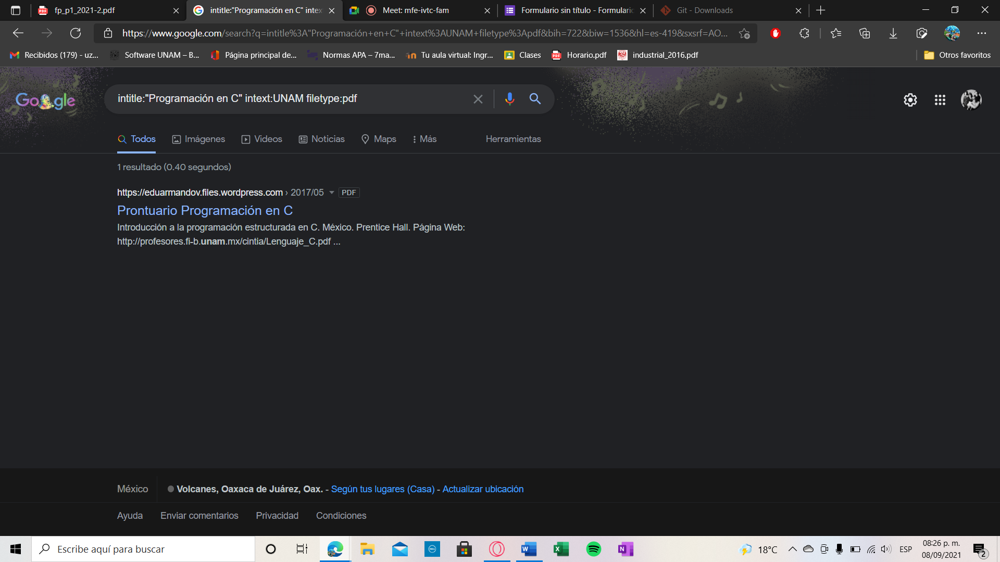 fp_p1_2021-2.pdf
intitle:"Programación en C" intex
Meet: mfe-ivtc-fam
Formulario sin título - Formulario
Git - Downloads
https://www.google.com/search?q=intitle%3A"Programación+en+C"+intext%3AUNAM+filetype%3Apdf&bih=722&biw=1536&hl=es-419&sxsrf=AO...
Recibidos (179) - uz...
Software UNAM – B...
Página principal de...
Normas APA – 7ma...
Tu aula virtual: Ingr...
Clases
Horario.pdf
industrial_2016.pdf
Otros favoritos
Google
intitle:"Programación en C" intext:UNAM filetype:pdf
Todos
Imágenes
Videos
Noticias
Maps
Más
Herramientas
1 resultado (0.40 segundos)
https://eduarmandov.files.wordpress.com › 2017/05 PDF
Prontuario Programación en C
Introducción a la programación estructurada en C. México. Prentice Hall. Página Web:
http://profesores.fi-b.unam.mx/cintia/Lenguaje_C.pdf ...
México
Volcanes, Oaxaca de Juárez, Oax. - Según tus lugares (Casa) - Actualizar ubicación
Ayuda
Enviar comentarios
Privacidad
Condiciones
Escribe aquí para buscar
18°C
ESP
08:26 p. m.
08/09/2021
2